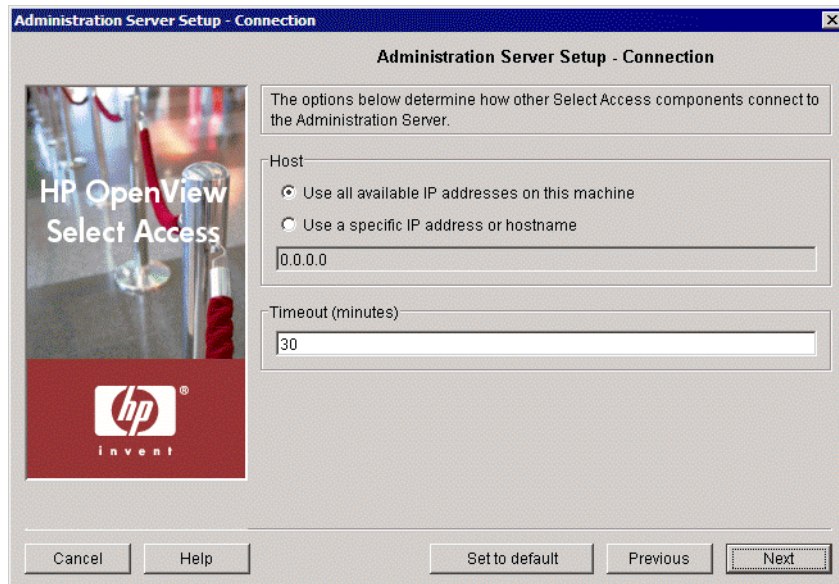 Administration Server Setup - Connection
Administration Server Setup - Connection
HP OpenView
Select Access
hp
®
invent
The options below determine how other Select Access components connect to
the Administration Server.
Host
Use all available IP addresses on this machine
Use a specific IP address or hostname
0.0.0.0
Timeout (minutes)
30
Cancel
Help
Set to default
Previous
Next